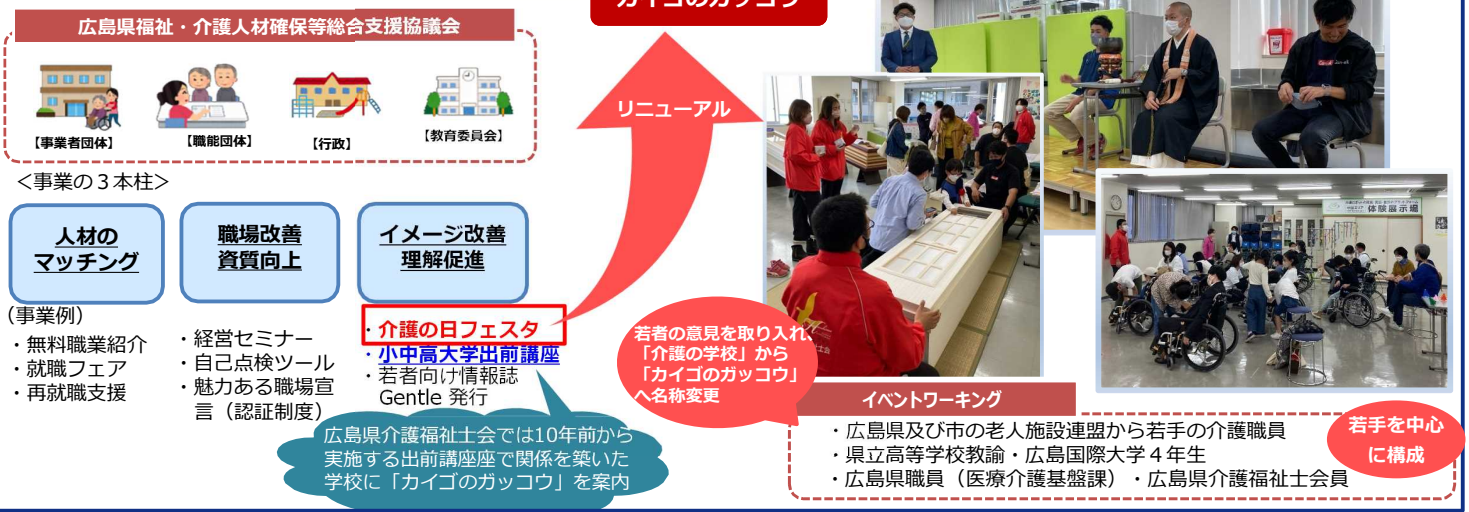 カイゴのガッコウ
広島県福祉・介護人材確保等総合支援協議会
【事業者団体】
【職能団体】
【行政】
【教育委員会】
リニューアル
＜事業の３本柱＞
人材の
マッチング
職場改善
資質向上
イメージ改善
理解促進
（事業例）
・無料職業紹介
・就職フェア
・再就職支援
・経営セミナー
・自己点検ツール
・魅力ある職場宣
言（認証制度）
・介護の日フェスタ
・小中高大学出前講座
・若者向け情報誌
Gentle 発行
広島県介護福祉士会では10年前から
実施する出前講座座で関係を築いた
学校に「カイゴのガッコウ」を案内
若者の意見を取り入れ、
「介護の学校」から
「カイゴのガッコウ」
へ名称変更
体験展示場
イベントワーキング
・広島県及び市の老人施設連盟から若手の介護職員
・県立高等学校教諭・広島国際大学４年生
・広島県職員（医療介護基盤課）・広島県介護福祉士会員
若手を中心
に構成